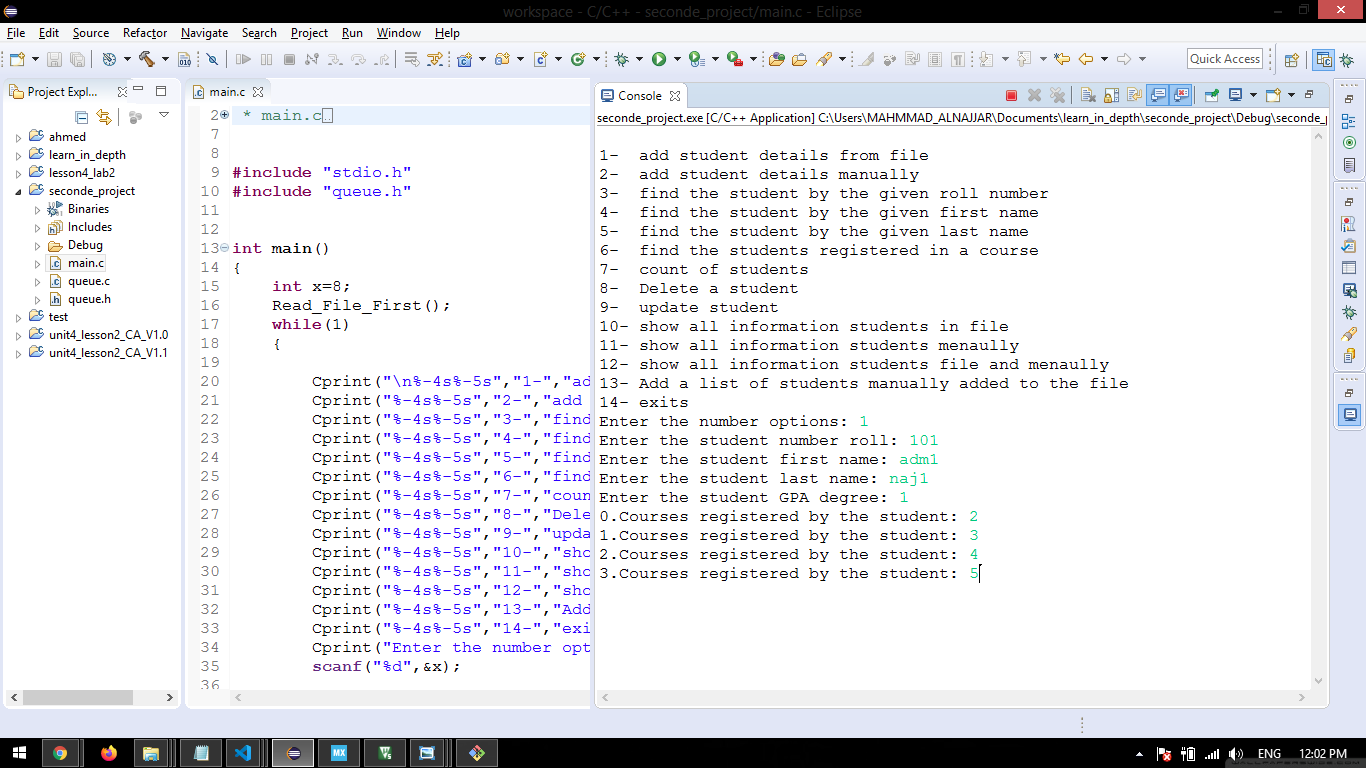 workspace - C/C++ - seconde_project/main.c - Eclipse
File Edit Source Refactor Navigate Search Project Run Window Help
Quick Access
Project Expl...
ahmed
learn_in_depth
lesson4_lab2
seconde_project
Binaries
Includes
Debug
main.c
queue.c
queue.h
test
unit4_lesson2_CA_V1.0
unit4_lesson2_CA_V1.1
main.c
2 * main.c
7
8
9 #include "stdio.h"
10 #include "queue.h"
11
12
13 int main()
14 {
15 int x=8;
16 Read_File_First();
17 while(1)
18 {
19
20 Cprint("\n%-4s%-5s","1-","ad
21 Cprint("%-4s%-5s","2-","add
22 Cprint("%-4s%-5s","3-","find
23 Cprint("%-4s%-5s","4-","find
24 Cprint("%-4s%-5s","5-","find
25 Cprint("%-4s%-5s","6-","find
26 Cprint("%-4s%-5s","7-","coun
27 Cprint("%-4s%-5s","8-","Dele
28 Cprint("%-4s%-5s","9-","upda
29 Cprint("%-4s%-5s","10-","sho
30 Cprint("%-4s%-5s","11-","sho
31 Cprint("%-4s%-5s","12-","sho
32 Cprint("%-4s%-5s","13-","Add
33 Cprint("%-4s%-5s","14-","exi
34 Cprint("Enter the number opt
35 scanf("%d",&x);
36
Console
seconde_project.exe [C/C++ Application] C:\Users\MAHMMAD_ALNAJJAR\Documents\learn_in_depth\seconde_project\Debug\seconde_p
1- add student details from file
2- add student details manually
3- find the student by the given roll number
4- find the student by the given first name
5- find the student by the given last name
6- find the students registered in a course
7- count of students
8- Delete a student
9- update student
10- show all information students in file
11- show all information students menaully
12- show all information students file and menaully
13- Add a list of students manually added to the file
14- exits
Enter the number options: 1
Enter the student number roll: 101
Enter the student first name: adm1
Enter the student last name: naj1
Enter the student GPA degree: 1
0.Courses registered by the student: 2
1.Courses registered by the student: 3
2.Courses registered by the student: 4
3.Courses registered by the student: 5
MX
ENG 12:02 PM